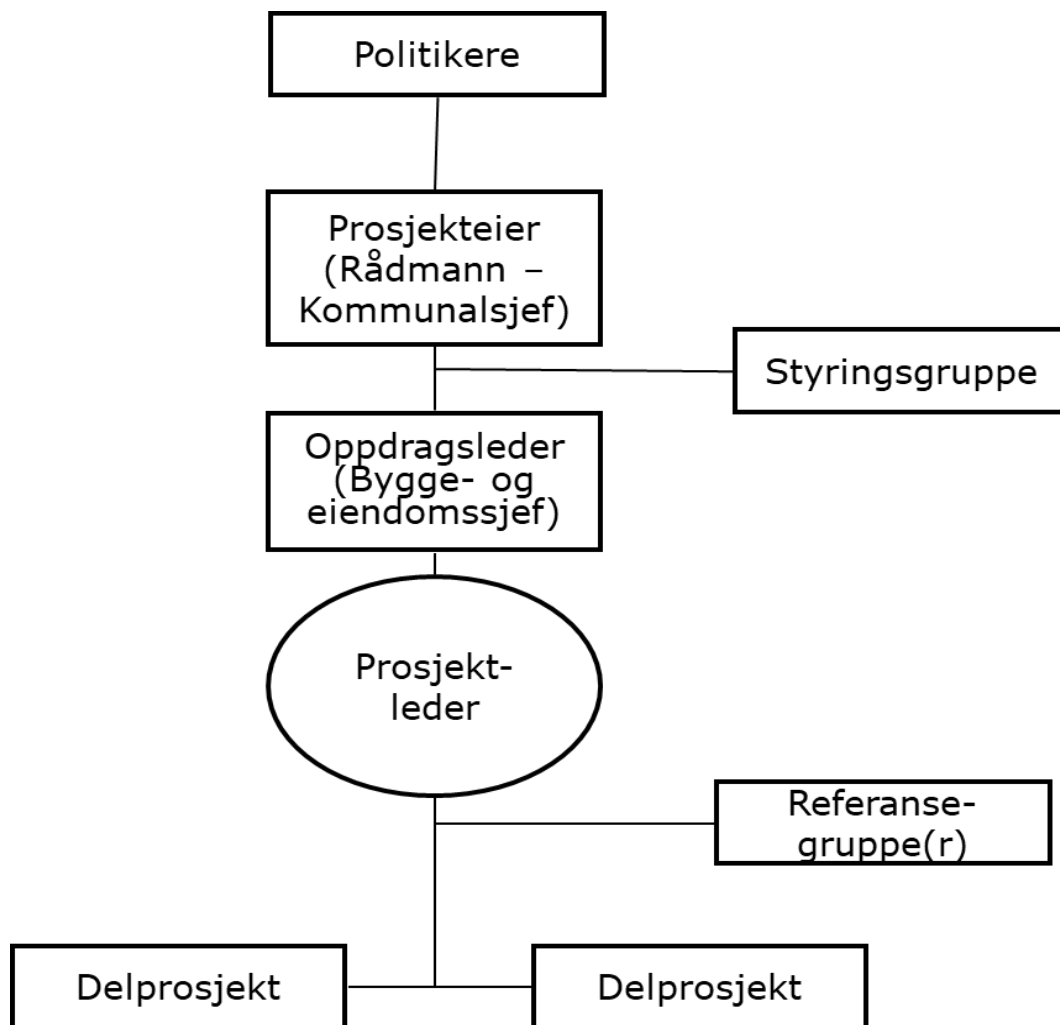 Politikere
Prosjekteier
(Rådmann –
Kommunalsjef)
Styringsgruppe
Oppdragsleder
(Bygge- og
eiendomssjef)
Prosjekt-
leder
Referanse-
gruppe(r)
Delprosjekt
Delprosjekt